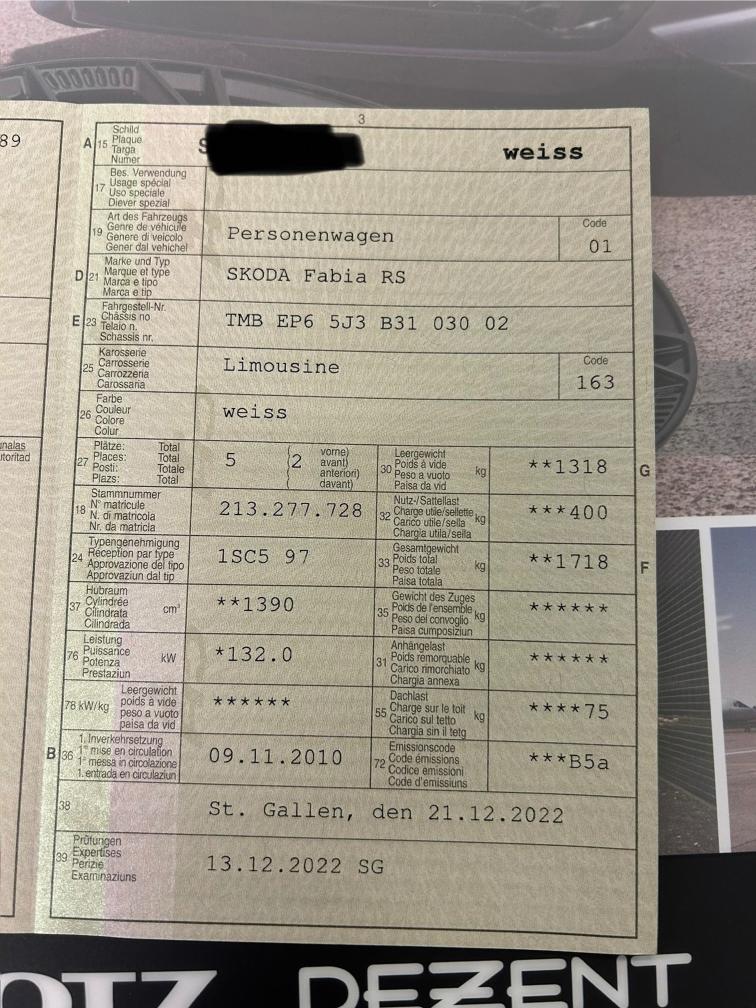 89
3
A 15 Schild
Plaque
Targa
Numer
S
weiss
17 Bes. Verwendung
Usage spécial
Uso speciale
Diever spezial
19 Art des Fahrzeugs
Genre de véhicule
Genere di veicolo
Gener dal vehichel
Personenwagen
Code
01
D 21 Marke und Typ
Marque et type
Marca e tipo
Marca e tip
SKODA Fabia RS
E 23 Fahrgestell-Nr.
Châssis no
Telaio n.
Schassis nr.
TMB EP6 5J3 B31 030 02
25 Karosserie
Carrosserie
Carrozzeria
Carossaria
Limousine
Code
163
26 Farbe
Couleur
Colore
Colur
weiss
27 Plätze: Total
Places: Total
Posti: Totale
Plazs: Total
5
(2 vorne)
avant)
anteriori)
davant)
30 Leergewicht
Poids à vide
Peso a vuoto
Paisa da vid
kg
**1318
G
18 Stammnummer
N° matricule
N. di matricola
Nr. da matricla
213.277.728
32 Nutz-/Sattellast
Charge utile/sellette
Carico utile/sella
Chargia utila/sella
kg
***400
24 Typengenehmigung
Réception par type
Approvazione del tipo
Approvaziun dal tip
1SC5 97
33 Gesamtgewicht
Poids total
Peso totale
Paisa totala
kg
**1718
F
37 Hubraum
Cylindrée
Cilindrata
Cilindrada
cm³
**1390
35 Gewicht des Zuges
Poids de l'ensemble
Peso del convoglio
Paisa cumposiziun
kg
******
76 Leistung
Puissance
Potenza
Prestaziun
kW
*132.0
31 Anhängelast
Poids remorquable
Carico rimorchiato
Chargia annexa
kg
******
78 kW/kg
Leergewicht
poids à vide
peso a vuoto
paisa da vid
******
55 Dachlast
Charge sur le toit
Carico sul tetto
Chargia sin il tetg
kg
****75
B 36 1. Inverkehrsetzung
1re mise en circulation
1a messa in circolazione
1. entrada en circulaziun
09.11.2010
72 Emissionscode
Code émissions
Codice emissioni
Code d'emissiuns
***B5a
38
St. Gallen, den 21.12.2022
39 Prüfungen
Expertises
Perizie
Examinaziuns
13.12.2022 SG
DEZENT